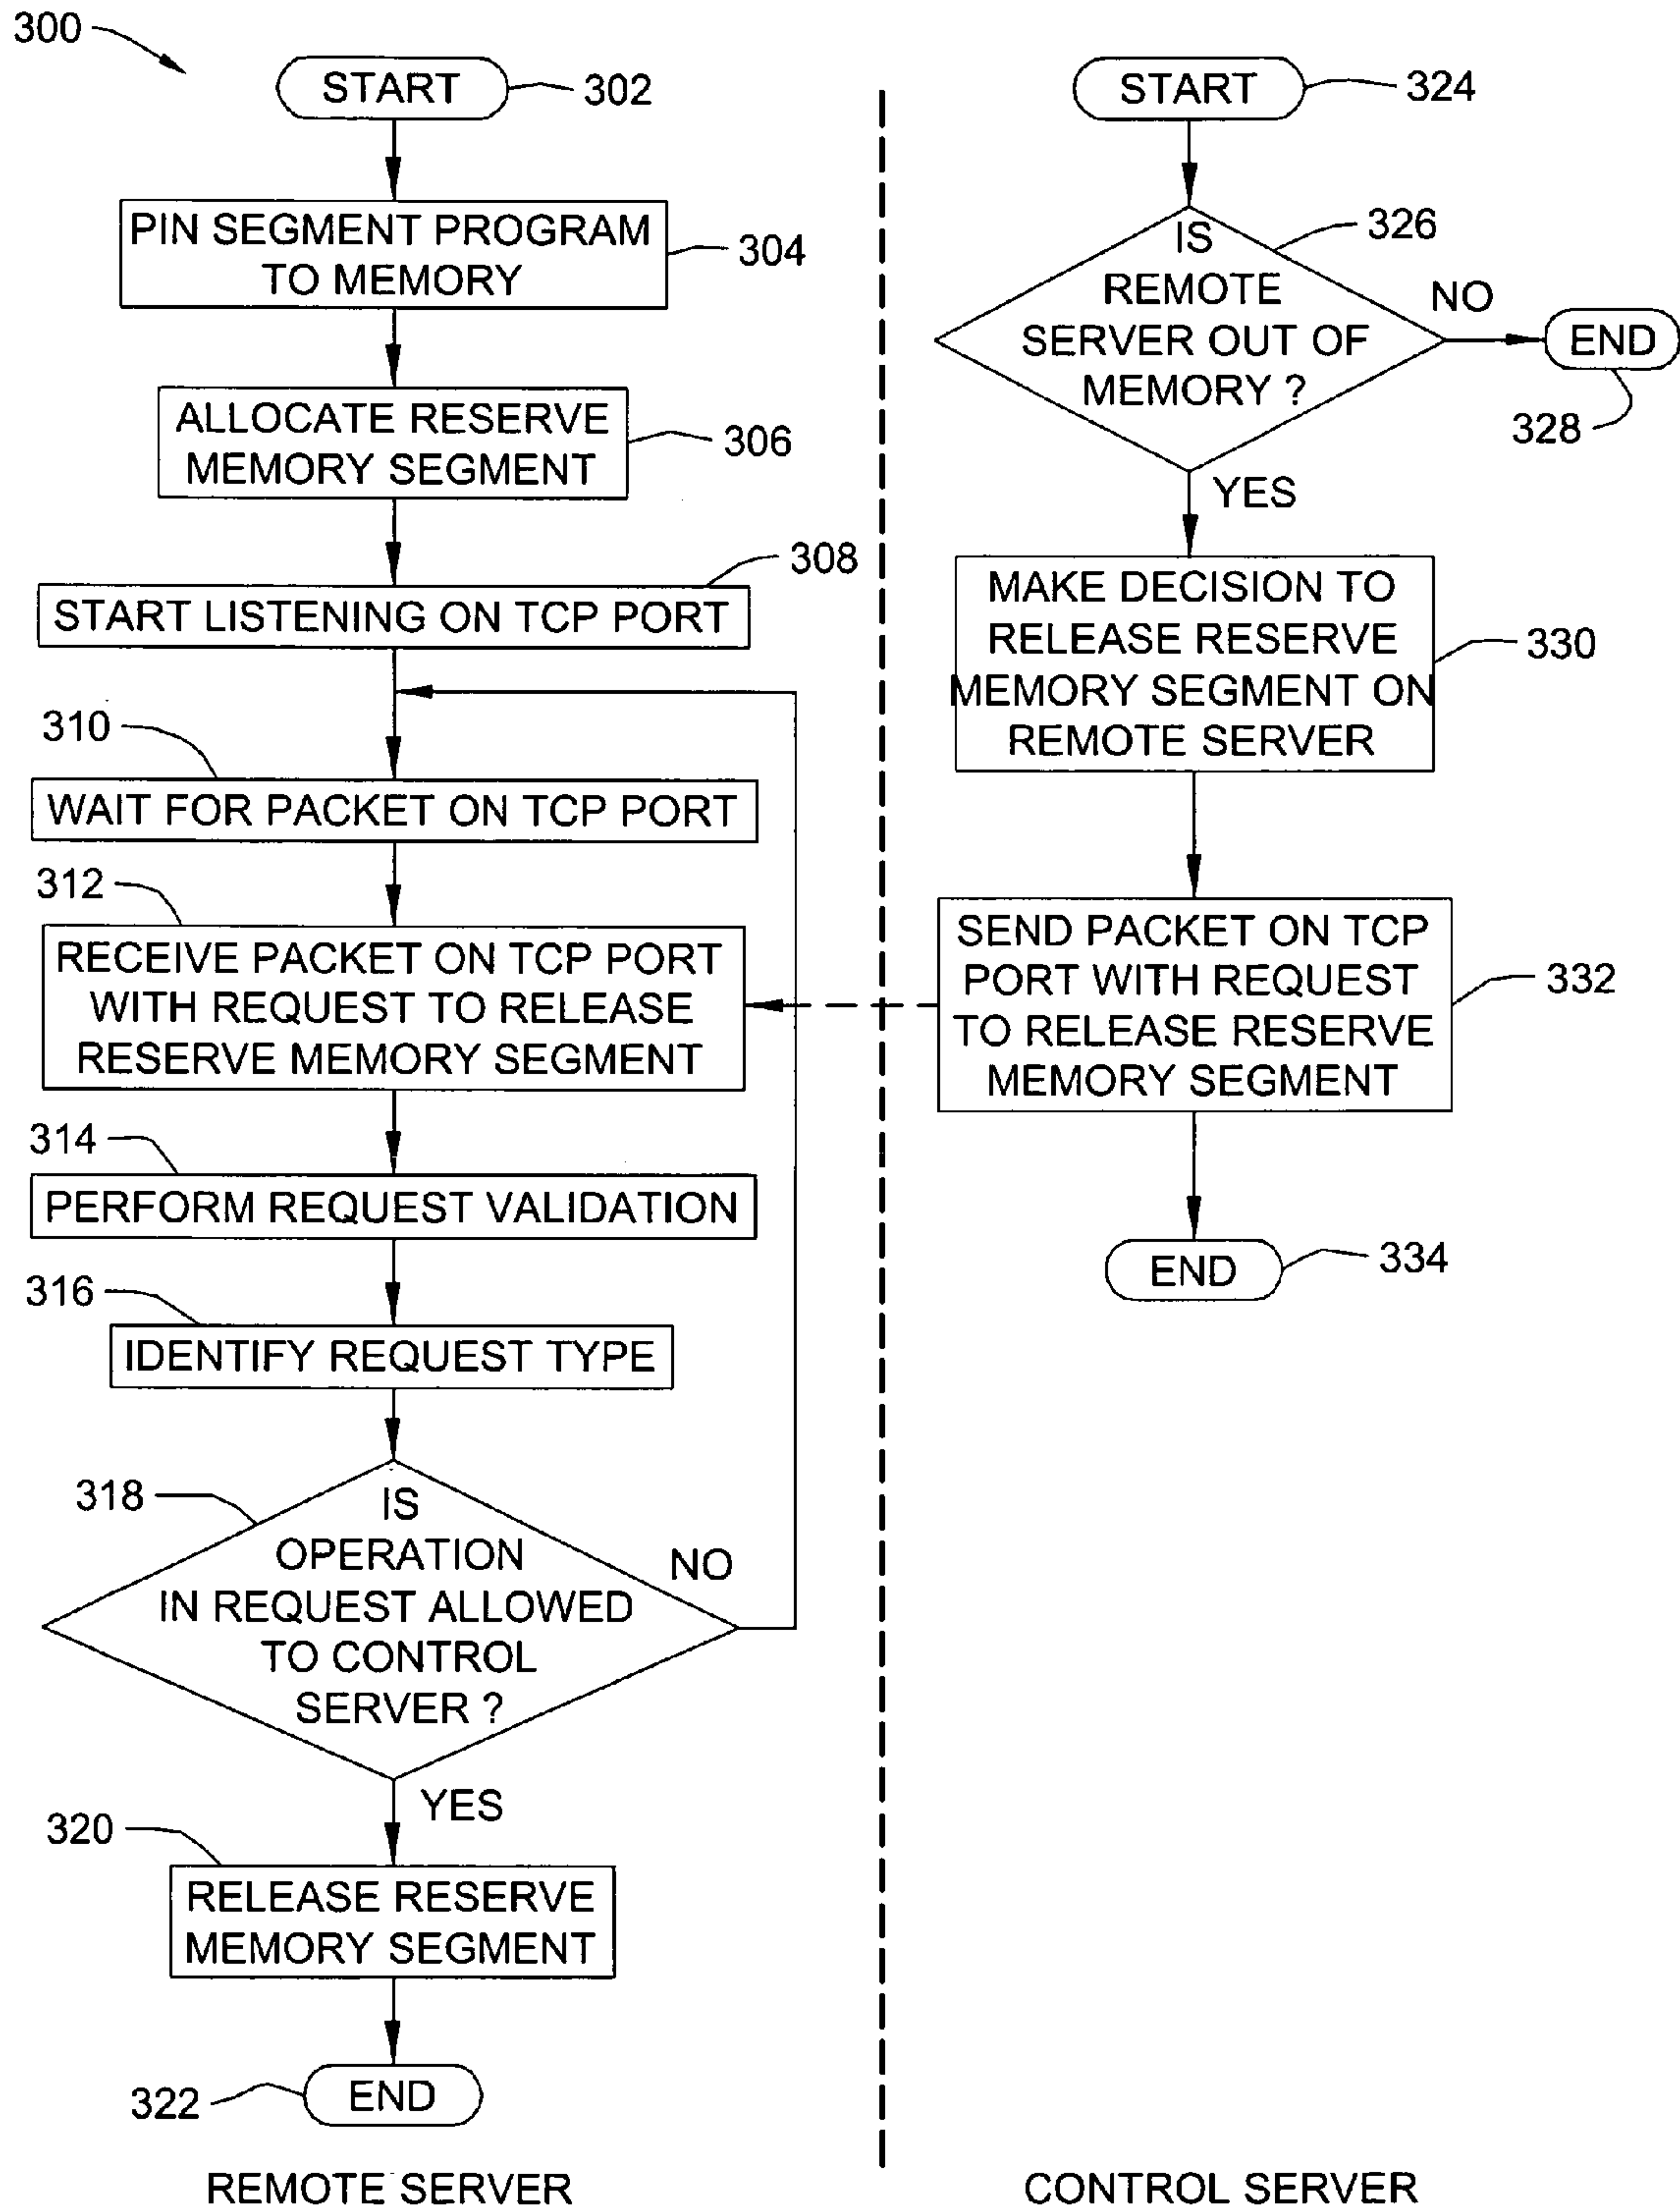 300
START
302
PIN SEGMENT PROGRAM
TO MEMORY
304
ALLOCATE RESERVE
MEMORY SEGMENT
306
308
START LISTENING ON TCP PORT
310
WAIT FOR PACKET ON TCP PORT
312
RECEIVE PACKET ON TCP PORT
WITH REQUEST TO RELEASE
RESERVE MEMORY SEGMENT
314
PERFORM REQUEST VALIDATION
316
IDENTIFY REQUEST TYPE
318
IS
OPERATION
IN REQUEST ALLOWED
TO CONTROL
SERVER ?
NO
YES
320
RELEASE RESERVE
MEMORY SEGMENT
322
END
REMOTE SERVER
START
324
326
IS
REMOTE
SERVER OUT OF
MEMORY ?
NO
END
328
YES
MAKE DECISION TO
RELEASE RESERVE
MEMORY SEGMENT ON
REMOTE SERVER
330
SEND PACKET ON TCP
PORT WITH REQUEST
TO RELEASE RESERVE
MEMORY SEGMENT
332
END
334
CONTROL SERVER